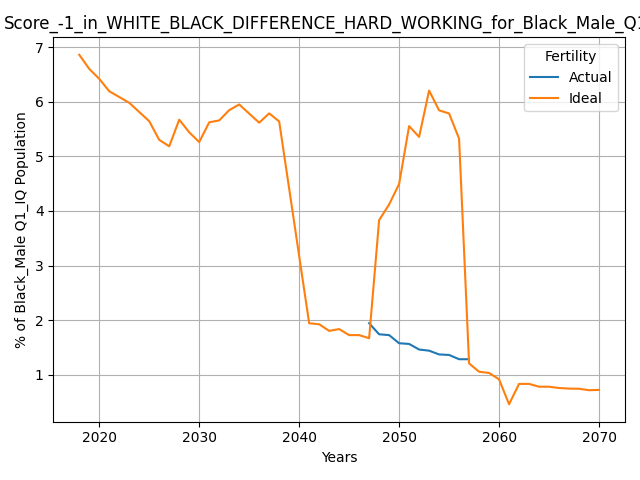 Score_-1_in_WHITE_BLACK_DIFFERENCE_HARD_WORKING_for_Black_Male_Q1
Fertility
Actual
Ideal
% of Black_Male Q1_IQ Population
7
6
5
4
3
2
1
2020 2030 2040 2050 2060 2070
Years